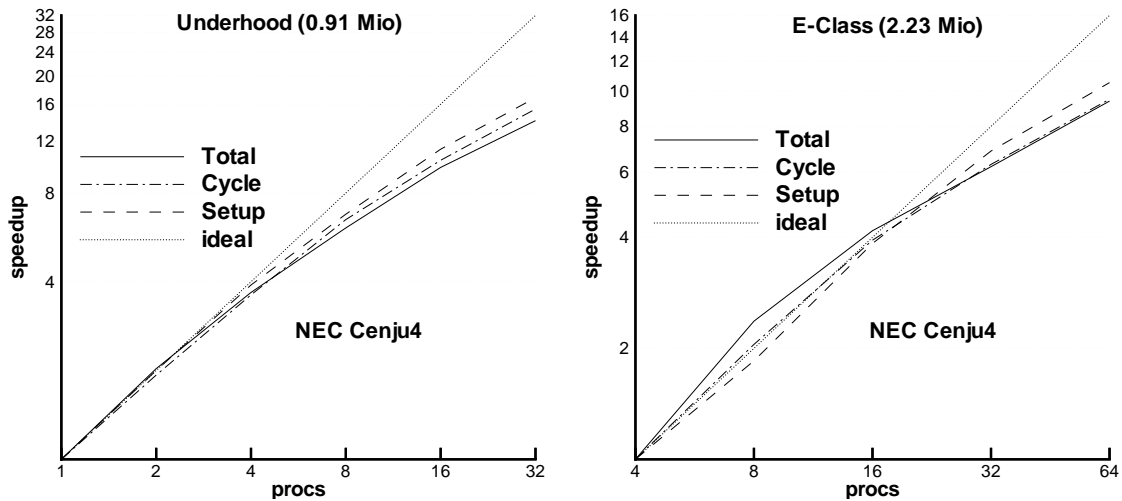 Underhood (0.91 Mio)
32
28
24
20
16
12
8
4
speedup
Total
Cycle
Setup
ideal
NEC Cenju4
1 2 4 8 16 32
procs
E-Class (2.23 Mio)
16
14
12
10
8
6
4
2
speedup
Total
Cycle
Setup
ideal
NEC Cenju4
4 8 16 32 64
procs